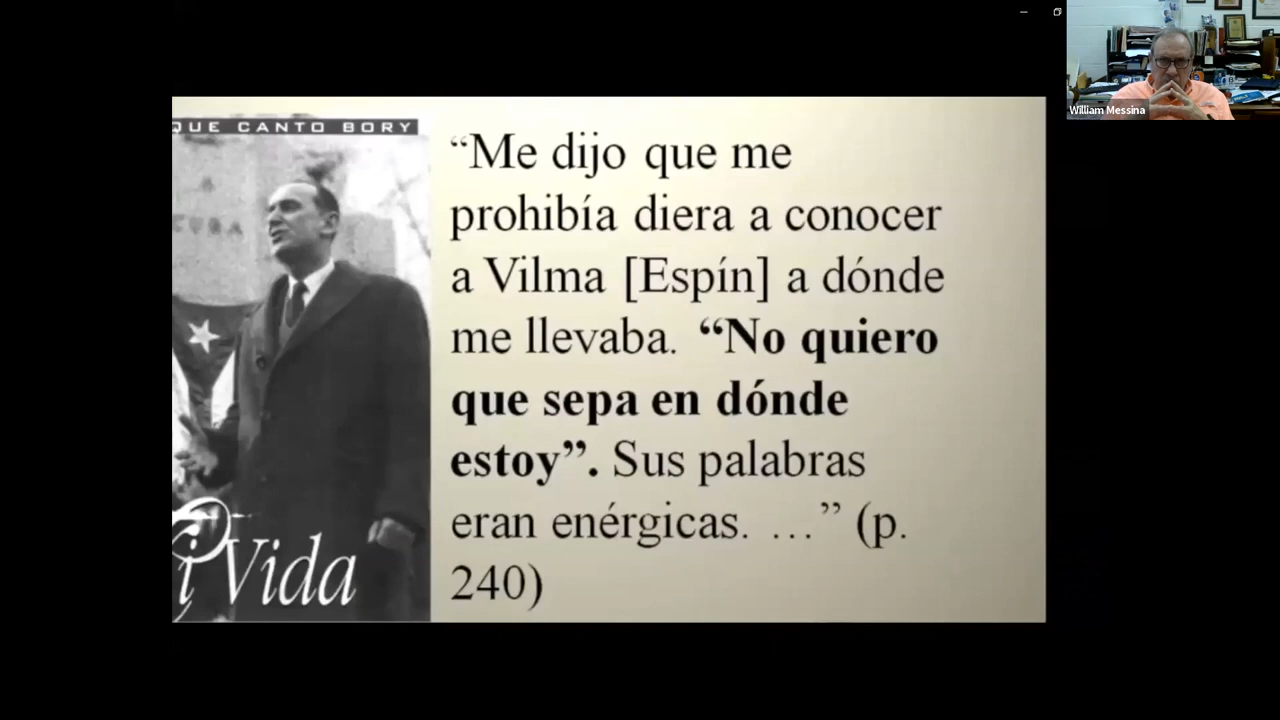 QUE CANTO BORY
Mi Vida
“Me dijo que me
prohibía diera a conocer
a Vilma [Espín] a dónde
me llevaba. “No quiero
que sepa en dónde
estoy”. Sus palabras
eran enérgicas. …” (p.
240)
William Messina